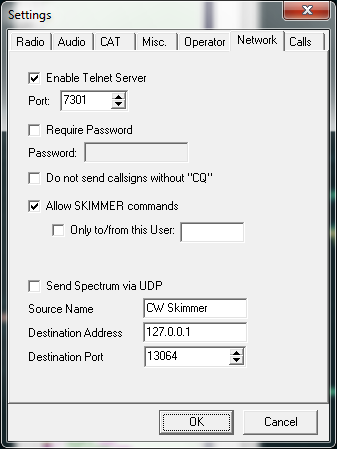 Settings
Radio Audio CAT Misc. Operator Network Calls
Enable Telnet Server
Port: 7301
Require Password
Password:
Do not send callsigns without "CQ"
Allow SKIMMER commands
Only to/from this User:
Send Spectrum via UDP
Source Name CW Skimmer
Destination Address 127.0.0.1
Destination Port 13064
OK Cancel